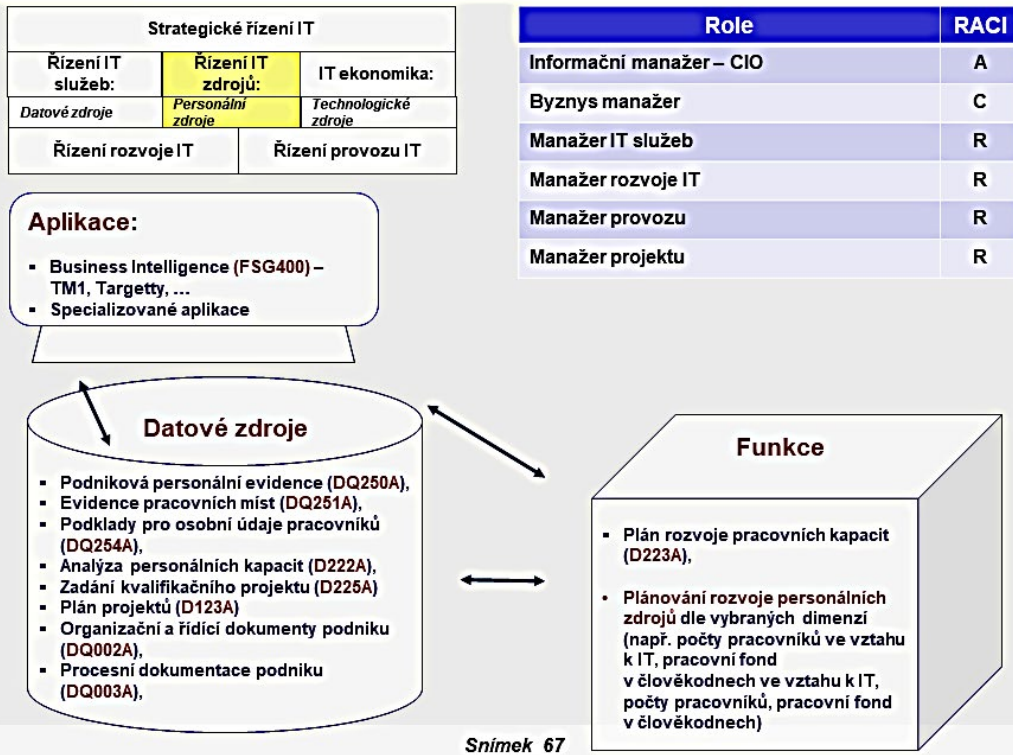 Strategické řízení IT
Řízení IT
služeb:
Řízení IT
zdrojů:
IT ekonomika:
Datové zdroje
Personální
zdroje
Technologické
zdroje
Řízení rozvoje IT
Řízení provozu IT
Role RACI
Informační manažer – CIO A
Byznys manažer C
Manažer IT služeb R
Manažer rozvoje IT R
Manažer provozu R
Manažer projektu R
Aplikace:
▪ Business Intelligence (FSG400) –
TM1, Targetty, ...
▪ Specializované aplikace
Datové zdroje
▪ Podniková personální evidence (DQ250A),
▪ Evidence pracovních míst (DQ251A),
▪ Podklady pro osobní údaje pracovníků
(DQ254A),
▪ Analýza personálních kapacit (D222A),
▪ Zadání kvalifikačního projektu (D225A)
▪ Plán projektů (D123A)
▪ Organizační a řídící dokumenty podniku
(DQ002A),
▪ Procesní dokumentace podniku
(DQ003A),
Funkce
▪ Plán rozvoje pracovních kapacit
(D223A),
• Plánování rozvoje personálních
zdrojů dle vybraných dimenzí
(např. počty pracovníků ve vztahu
k IT, pracovní fond
v člověkodnech ve vztahu k IT,
počty pracovníků, pracovní fond
v člověkodnech)
Snímek 67